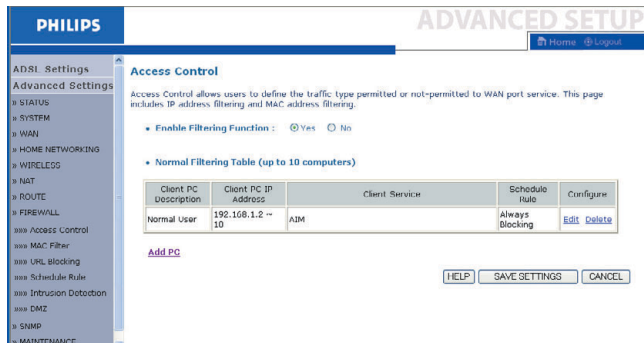 PHILIPS
ADVANCED SETUP
Home Logout
ADSL Settings
Advanced Settings
» STATUS
» SYSTEM
» WAN
» HOME NETWORKING
» WIRELESS
» NAT
» ROUTE
» FIREWALL
»»» Access Control
»»» MAC Filter
»»» URL Blocking
»»» Schedule Rule
»»» Intrusion Detection
»»» DMZ
» SNMP
» MAINTENANCE
Access Control
Access Control allows users to define the traffic type permitted or not-permitted to WAN port service. This page
includes IP address filtering and MAC address filtering.
• Enable Filtering Function : Yes No
• Normal Filtering Table (up to 10 computers)
Client PC Description Client PC IP Address Client Service Schedule Rule Configure
Normal User 192.168.1.2 ~ 10 AIM Always Blocking Edit Delete
Add PC
HELP SAVE SETTINGS CANCEL